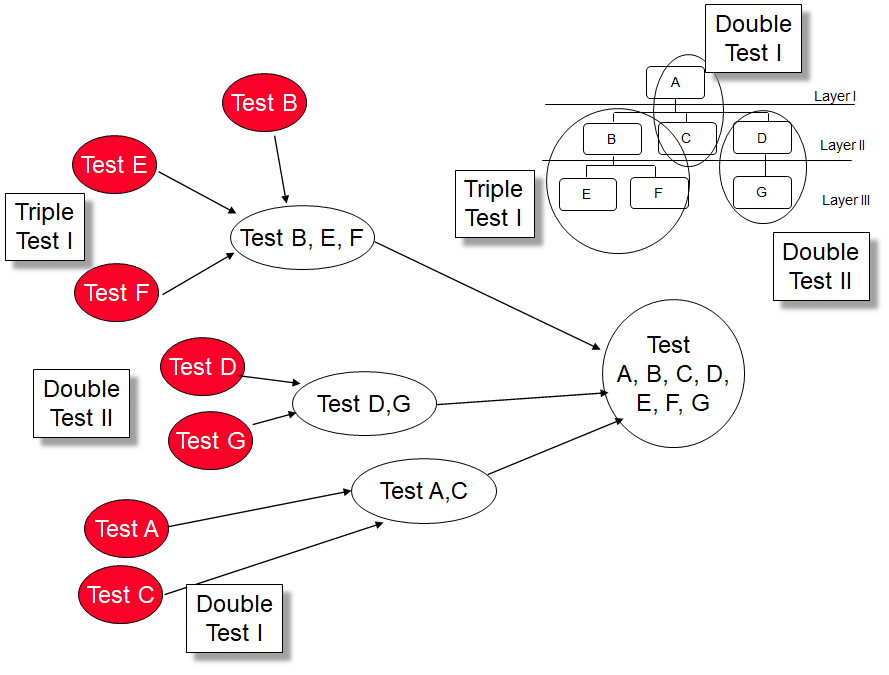 Double
Test I
A
Layer I
Test B
B
C
D
Layer II
Test E
Triple
Test I
E
F
G
Layer III
Triple
Test I
Test B, E, F
Double
Test II
Test F
Test
A, B, C, D,
E, F, G
Test D
Double
Test II
Test D,G
Test G
Test A,C
Test A
Test C
Double
Test I